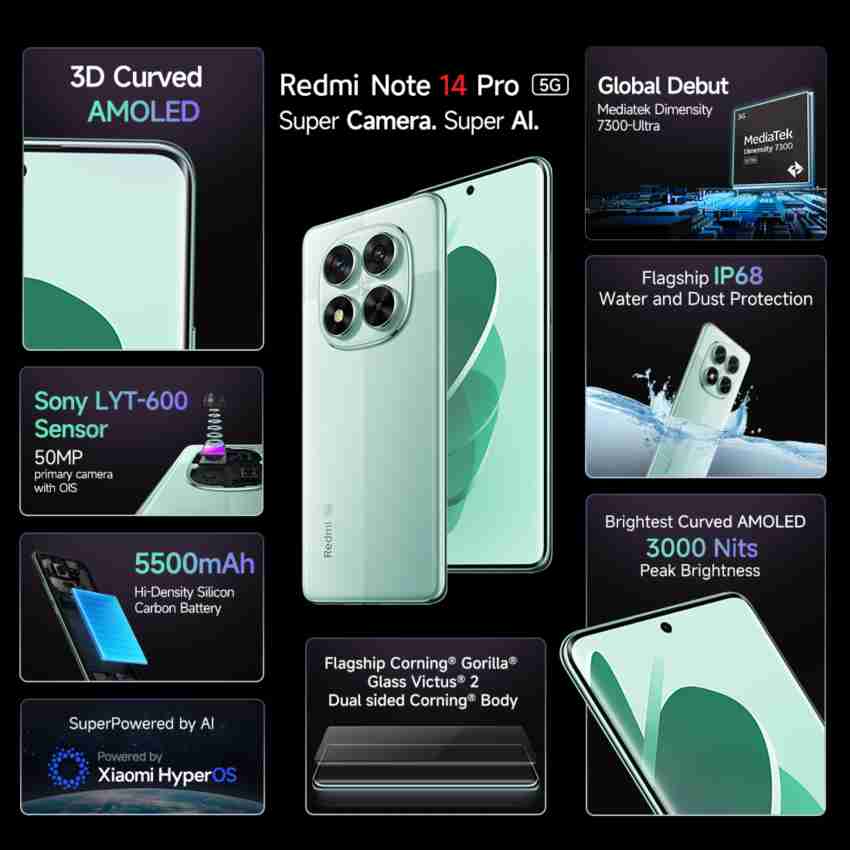 3D Curved
AMOLED
Redmi Note 14 Pro 5G
Super Camera. Super AI.
Global Debut
Mediatek Dimensity
7300-Ultra
5G
MediaTek
Dimensity 7300
Flagship IP68
Water and Dust Protection
Sony LYT-600
Sensor
50MP
primary camera
with OIS
Redmi 5G
Brightest Curved AMOLED
3000 Nits
Peak Brightness
5500mAh
Hi-Density Silicon
Carbon Battery
Flagship Corning® Gorilla®
Glass Victus® 2
Dual sided Corning® Body
SuperPowered by AI
Powered by
Xiaomi HyperOS